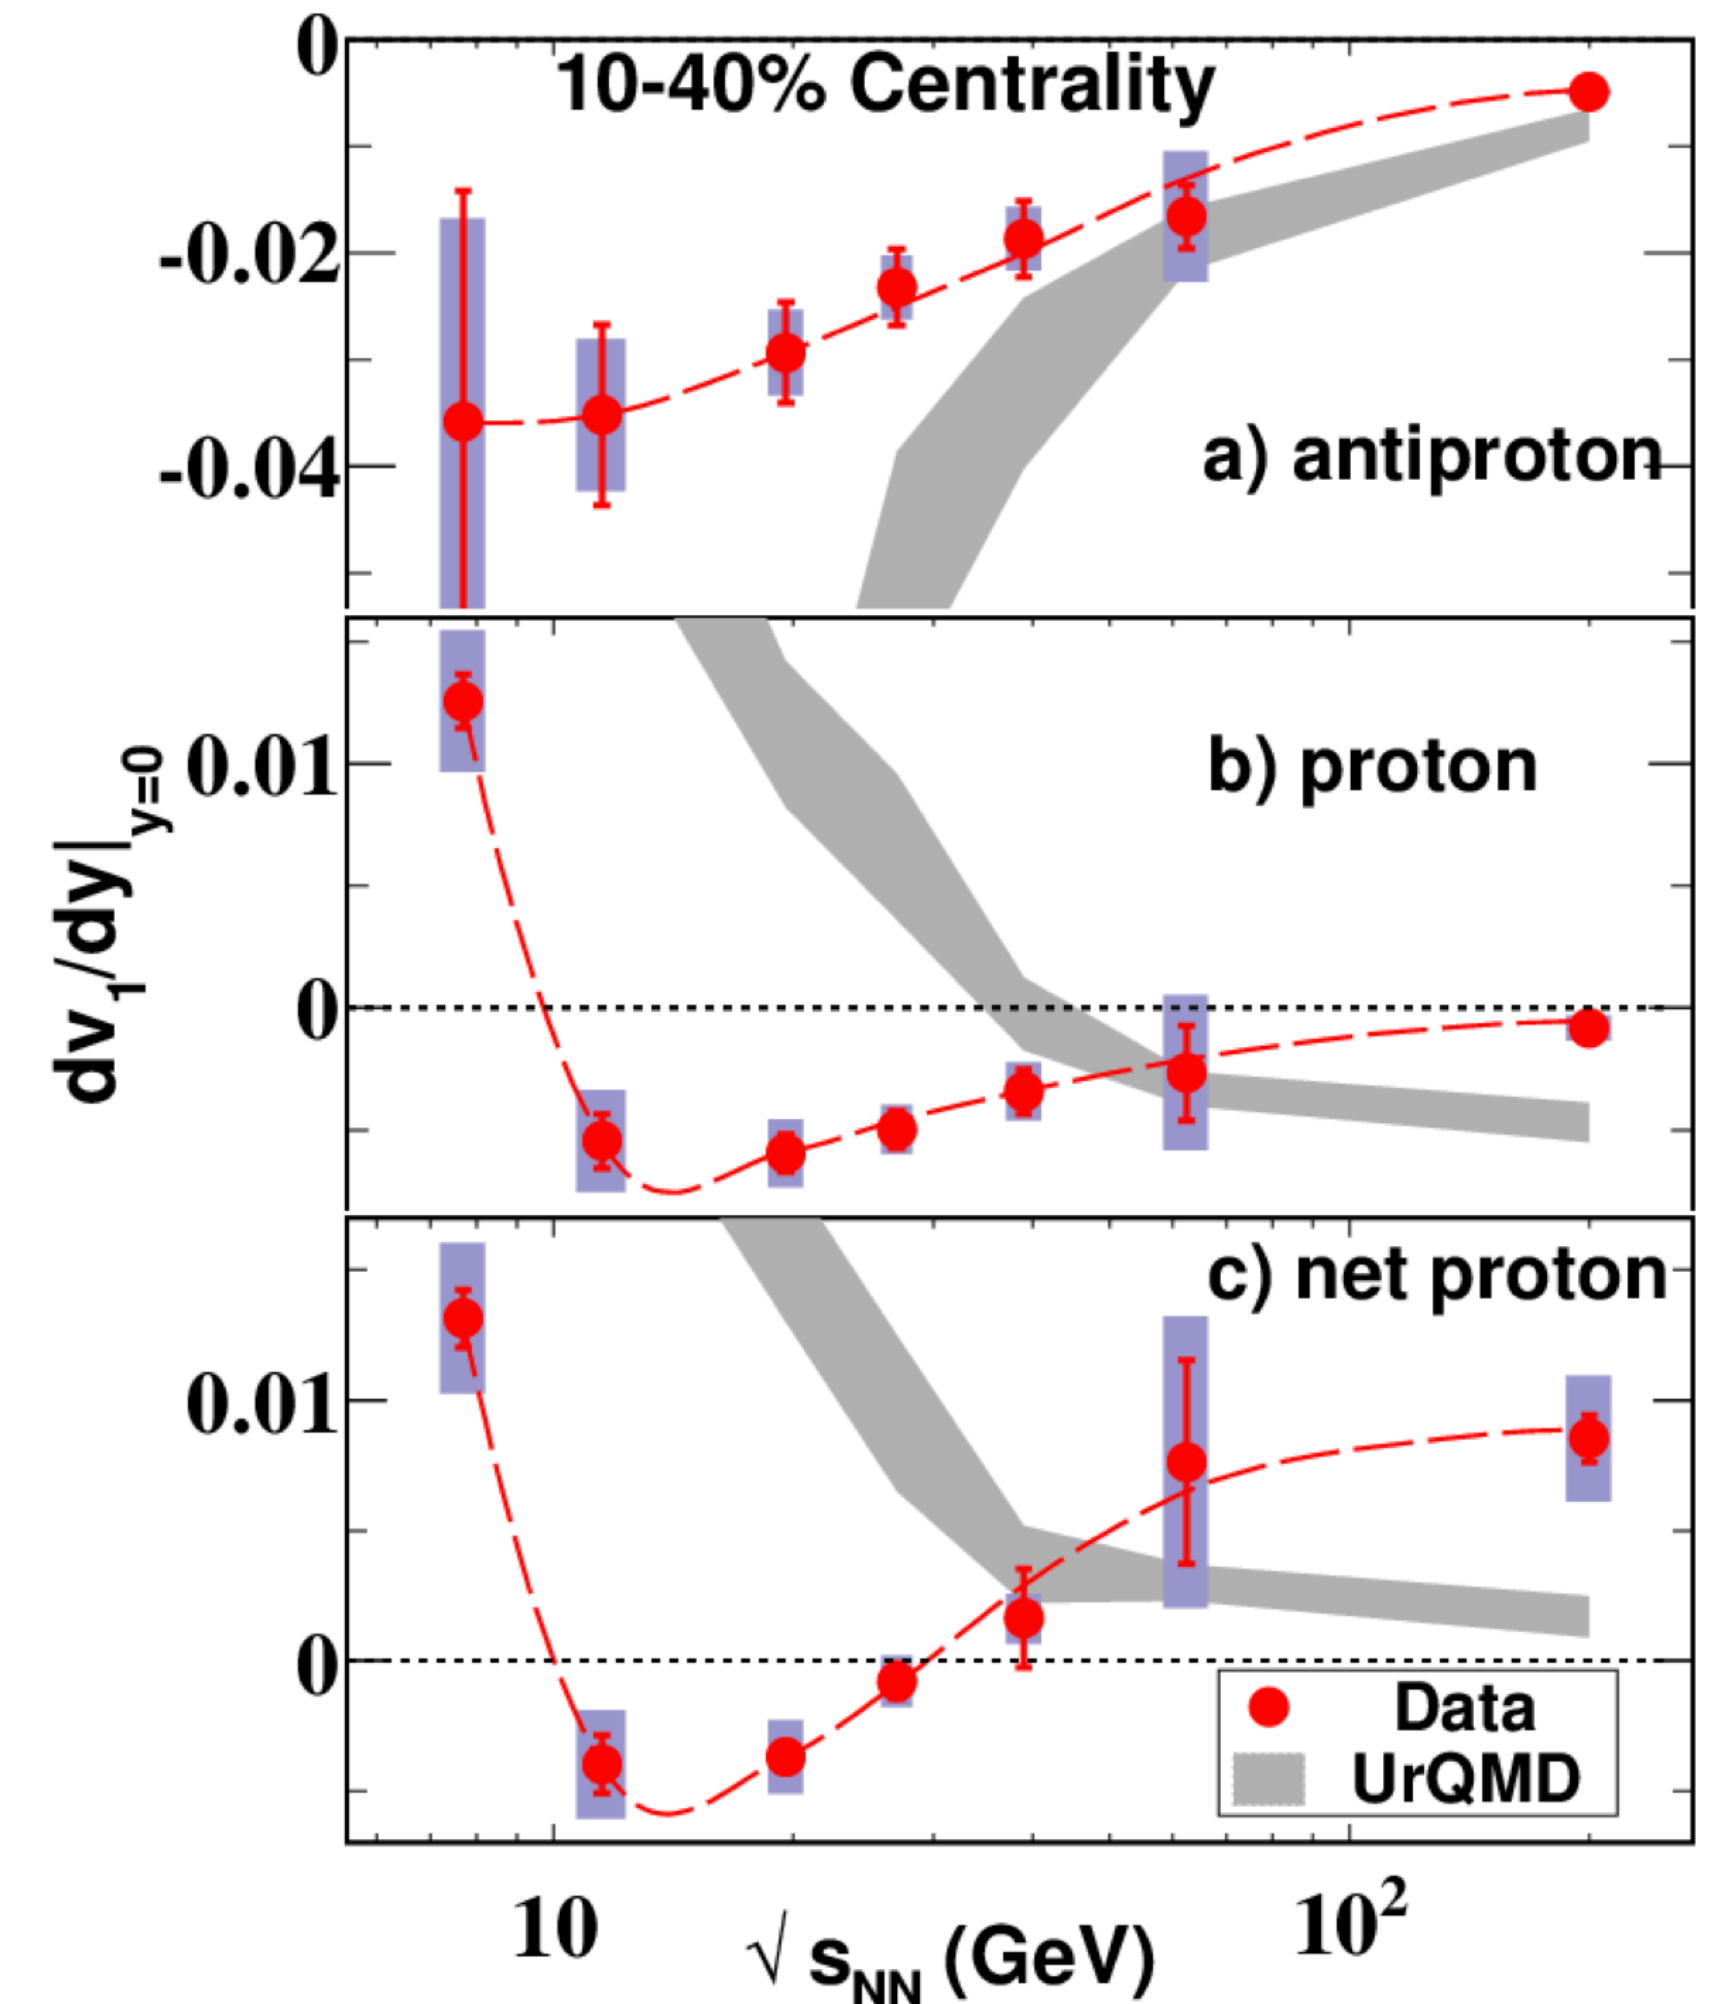 0
10-40% Centrality
-0.02
-0.04
a) antiproton
0.01
b) proton
0
dv₁/dy|y=0
c) net proton
0.01
0
Data
UrQMD
10
10²
√ sNN (GeV)